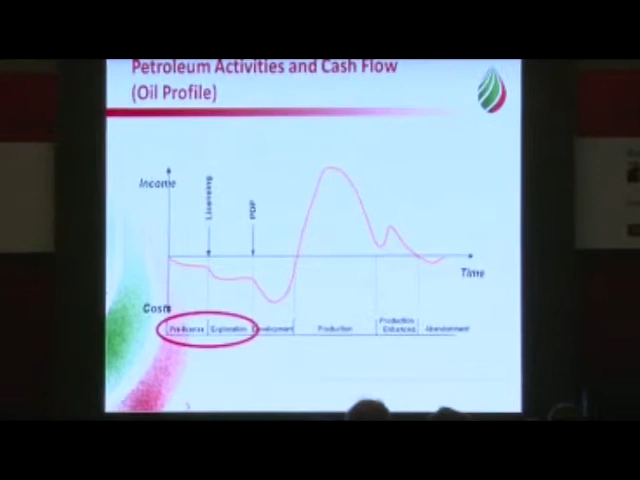 Petroleum Activities and Cash Flow
(Oil Profile)
Income
Licensing
PDP
Time
Costs
Pre-license
Exploration
Development
Production
Production
Enhanced
Abandonment